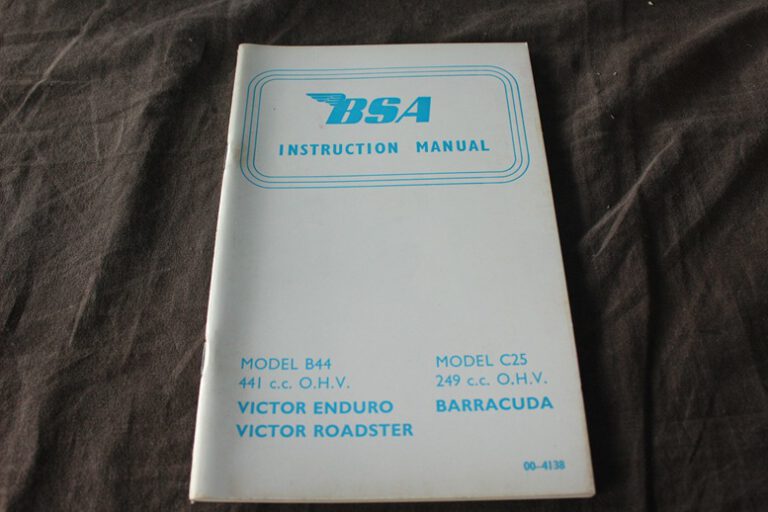 BSA
INSTRUCTION MANUAL
MODEL B44
441 c.c. O.H.V.
VICTOR ENDURO
VICTOR ROADSTER
MODEL C25
249 c.c. O.H.V.
BARRACUDA
00-4138